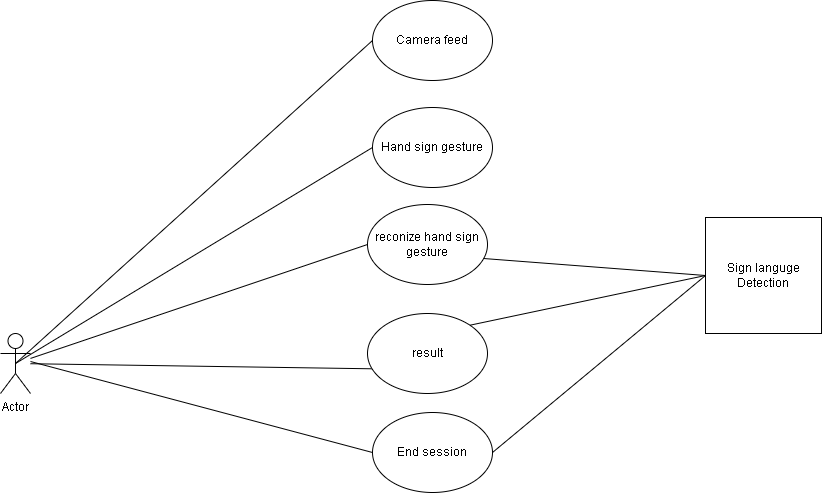 Camera feed
Hand sign gesture
reconize hand sign
gesture
Sign languge
Detection
result
Actor
End session